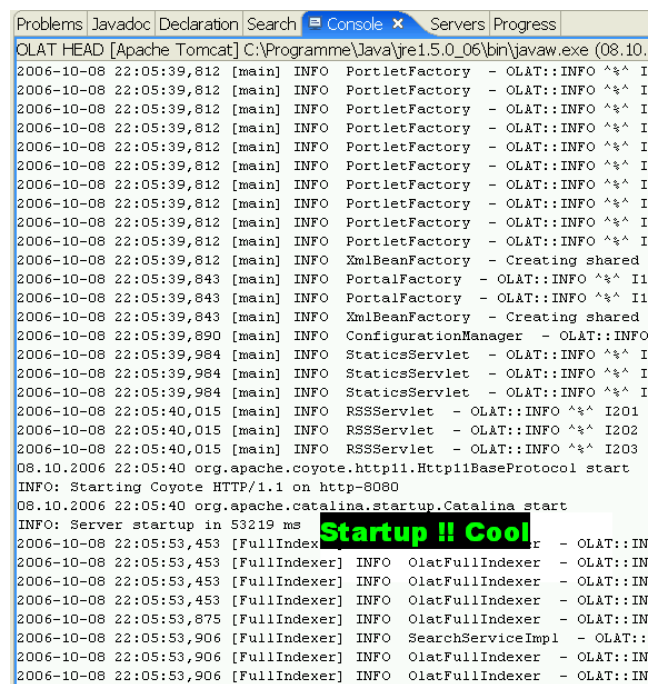 Problems Javadoc Declaration Search Console Servers Progress
OLAT HEAD [Apache Tomcat] C:\Programme\Java\jre1.5.0_06\bin\javaw.exe (08.10.
2006-10-08 22:05:39,812 [main] INFO PortletFactory - OLAT::INFO ^%^ I
2006-10-08 22:05:39,812 [main] INFO PortletFactory - OLAT::INFO ^%^ I
2006-10-08 22:05:39,812 [main] INFO PortletFactory - OLAT::INFO ^%^ I
2006-10-08 22:05:39,812 [main] INFO PortletFactory - OLAT::INFO ^%^ I
2006-10-08 22:05:39,812 [main] INFO PortletFactory - OLAT::INFO ^%^ I
2006-10-08 22:05:39,812 [main] INFO PortletFactory - OLAT::INFO ^%^ I
2006-10-08 22:05:39,812 [main] INFO PortletFactory - OLAT::INFO ^%^ I
2006-10-08 22:05:39,812 [main] INFO PortletFactory - OLAT::INFO ^%^ I
2006-10-08 22:05:39,812 [main] INFO PortletFactory - OLAT::INFO ^%^ I
2006-10-08 22:05:39,812 [main] INFO PortletFactory - OLAT::INFO ^%^ I
2006-10-08 22:05:39,812 [main] INFO XmlBeanFactory - Creating shared
2006-10-08 22:05:39,843 [main] INFO PortalFactory - OLAT::INFO ^%^ I1
2006-10-08 22:05:39,843 [main] INFO PortalFactory - OLAT::INFO ^%^ I1
2006-10-08 22:05:39,843 [main] INFO XmlBeanFactory - Creating shared
2006-10-08 22:05:39,890 [main] INFO ConfigurationManager - OLAT::INFO
2006-10-08 22:05:39,984 [main] INFO StaticsServlet - OLAT::INFO ^%^ I
2006-10-08 22:05:39,984 [main] INFO StaticsServlet - OLAT::INFO ^%^ I
2006-10-08 22:05:39,984 [main] INFO StaticsServlet - OLAT::INFO ^%^ I
2006-10-08 22:05:40,015 [main] INFO RSSServlet - OLAT::INFO ^%^ I201
2006-10-08 22:05:40,015 [main] INFO RSSServlet - OLAT::INFO ^%^ I202
2006-10-08 22:05:40,015 [main] INFO RSSServlet - OLAT::INFO ^%^ I203
08.10.2006 22:05:40 org.apache.coyote.http11.Http11BaseProtocol start
INFO: Starting Coyote HTTP/1.1 on http-8080
08.10.2006 22:05:40 org.apache.catalina.startup.Catalina start
INFO: Server startup in 53219 ms
Startup !! Cool
2006-10-08 22:05:53,453 [FullIndex er - OLAT::IN
2006-10-08 22:05:53,453 [FullIndexer] INFO OlatFullIndexer - OLAT::IN
2006-10-08 22:05:53,453 [FullIndexer] INFO OlatFullIndexer - OLAT::IN
2006-10-08 22:05:53,453 [FullIndexer] INFO OlatFullIndexer - OLAT::IN
2006-10-08 22:05:53,875 [FullIndexer] INFO OlatFullIndexer - OLAT::IN
2006-10-08 22:05:53,906 [FullIndexer] INFO SearchServiceImpl - OLAT::
2006-10-08 22:05:53,906 [FullIndexer] INFO OlatFullIndexer - OLAT::IN
2006-10-08 22:05:53,906 [FullIndexer] INFO OlatFullIndexer - OLAT::IN